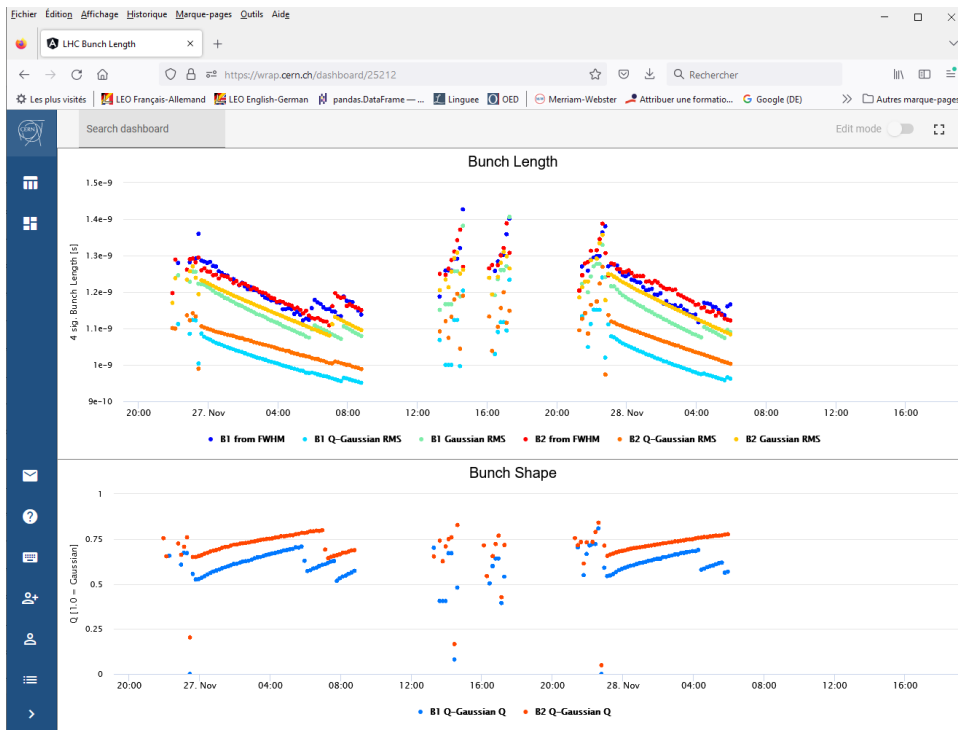 Fichier Édition Affichage Historique Marque-pages Outils Aide
LHC Bunch Length
https://wrap.cern.ch/dashboard/25212
Rechercher
Les plus visités LEO Français-Allemand LEO English-German pandas.DataFrame — ... Linguee OED Merriam-Webster Attribuer une formatio... Google (DE) Autres marque-pages
CERN
Search dashboard
Edit mode
Bunch Length
4 sig. Bunch Length [s]
1.5e-9
1.4e-9
1.3e-9
1.2e-9
1.1e-9
1e-9
9e-10
20:00 27. Nov 04:00 08:00 12:00 16:00 20:00 28. Nov 04:00 08:00 12:00 16:00
B1 from FWHM B1 Q-Gaussian RMS B1 Gaussian RMS B2 from FWHM B2 Q-Gaussian RMS B2 Gaussian RMS
Bunch Shape
Q [1.0 = Gaussian]
1
0.75
0.5
0.25
0
20:00 27. Nov 04:00 08:00 12:00 16:00 20:00 28. Nov 04:00 08:00 12:00 16:00
B1 Q-Gaussian Q B2 Q-Gaussian Q